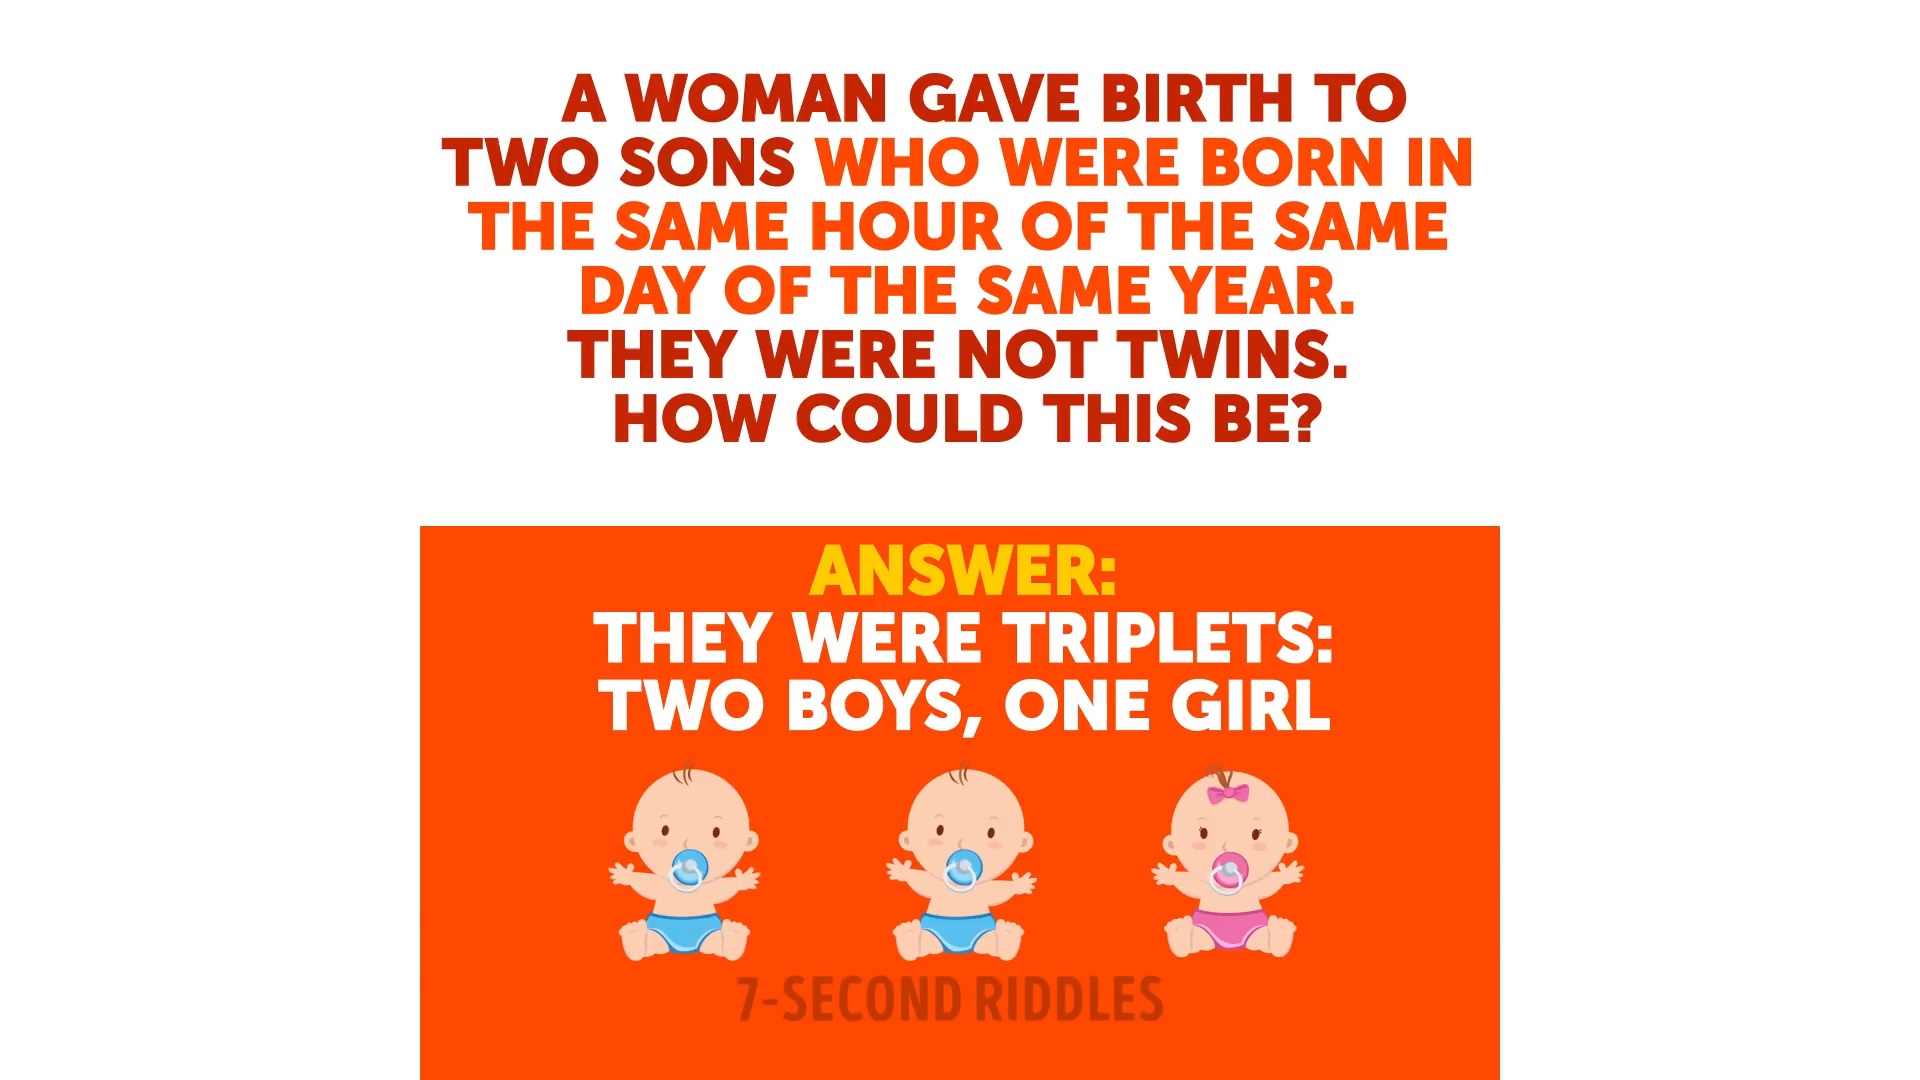 A WOMAN GAVE BIRTH TO
TWO SONS WHO WERE BORN IN
THE SAME HOUR OF THE SAME
DAY OF THE SAME YEAR.
THEY WERE NOT TWINS.
HOW COULD THIS BE?
ANSWER:
THEY WERE TRIPLETS:
TWO BOYS, ONE GIRL
7-SECOND RIDDLES